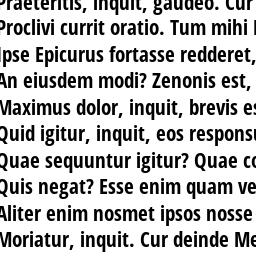 Praeteritis, inquit, gaudeo. Cur
Proclivi currit oratio. Tum mihi
Ipse Epicurus fortasse redderet,
An eiusdem modi? Zenonis est,
Maximus dolor, inquit, brevis es
Quid igitur, inquit, eos respons
Quae sequuntur igitur? Quae co
Quis negat? Esse enim quam ve
Aliter enim nosmet ipsos nosse
Moriatur, inquit. Cur deinde Me